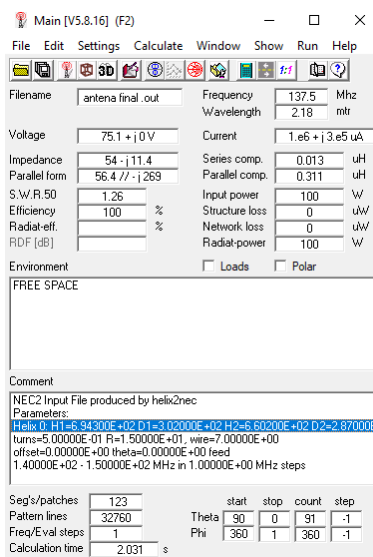 Main [V5.8.16] (F2)
File Edit Settings Calculate Window Show Run Help
3D 1:1
Filename antena final .out Frequency 137.5 Mhz
Wavelength 2.18 mtr
Voltage 75.1 + j 0 V Current 1.e6 + j 3.e5 uA
Impedance 54 - j 11.4 Series comp. 0.013 uH
Parallel form 56.4 // - j 269 Parallel comp. 0.311 uH
S.W.R.50 1.26 Input power 100 W
Efficiency 100 % Structure loss 0 uW
Radiat-eff. % Network loss 0 uW
RDF [dB] Radiat-power 100 W
Environment Loads Polar
FREE SPACE
Comment
NEC2 Input File produced by helix2nec
Parameters:
Helix 0: H1=6.94300E+02 D1=3.02000E+02 H2=6.60200E+02 D2=2.87000E
turns=5.00000E-01 R=1.50000E+01, wire=7.00000E+00
offset=0.00000E+00 theta=0.00000E+00 feed
1.40000E+02 - 1.50000E+02 MHz in 1.00000E+00 MHz steps
Seg's/patches 123 start stop count step
Pattern lines 32760 Theta 90 0 91 -1
Freq/Eval steps 1 Phi 360 1 360 -1
Calculation time 2.031 s